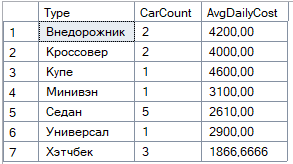 Type CarCount AvgDailyCost
1 Внедорожник 2 4200,00
2 Кроссовер 2 4000,00
3 Купе 1 4600,00
4 Минивэн 1 3100,00
5 Седан 5 2610,00
6 Универсал 1 2900,00
7 Хэтчбек 3 1866,6666